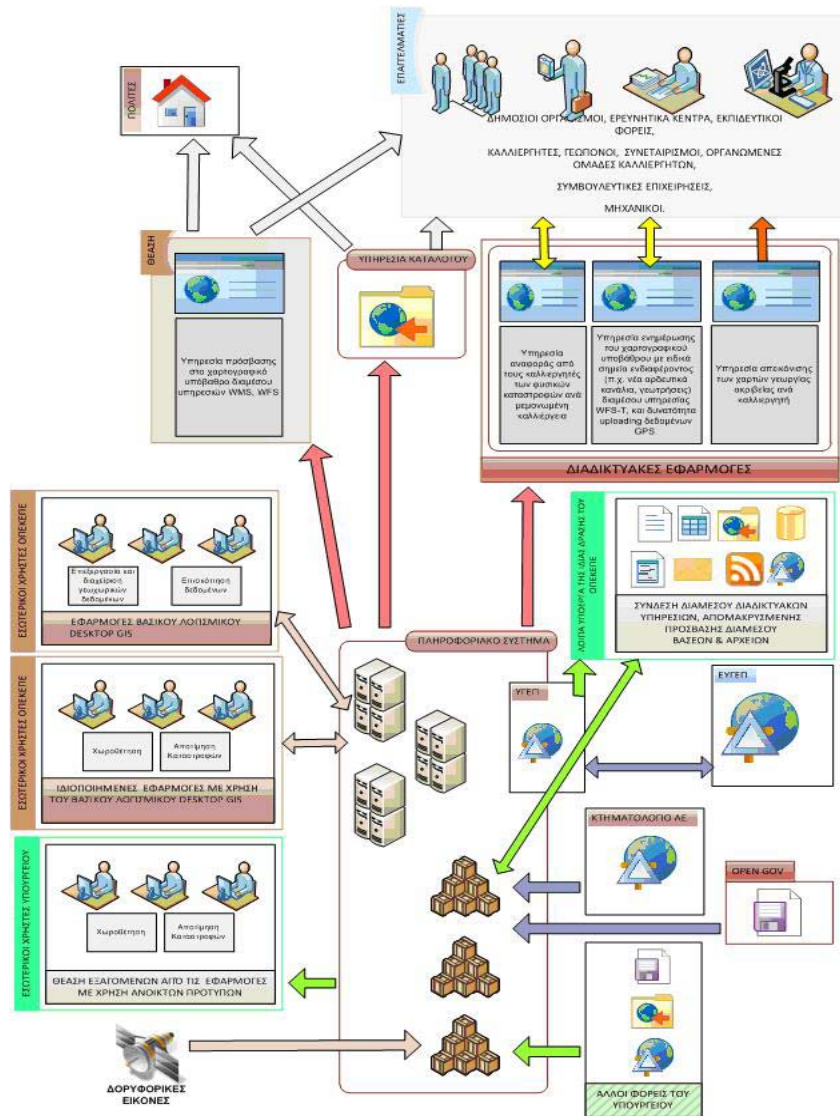 ΕΠΑΓΓΕΛΜΑΤΙΕΣ
ΠΟΛΙΤΕΣ
ΔΗΜΟΣΙΟΙ ΟΡΓΑΝΙΣΜΟΙ, ΕΡΕΥΝΗΤΙΚΑ ΚΕΝΤΡΑ, ΕΚΠΙΔΕΥΤΙΚΟΙ
ΦΟΡΕΙΣ,
ΚΑΛΛΙΕΡΓΗΤΕΣ, ΓΕΩΠΟΝΟΙ, ΣΥΝΕΤΑΙΡΙΣΜΟΙ, ΟΡΓΑΝΩΜΕΝΕΣ
ΟΜΑΔΕΣ ΚΑΛΛΙΕΡΓΗΤΩΝ,
ΣΥΜΒΟΥΛΕΥΤΙΚΕΣ ΕΠΙΧΕΙΡΗΣΕΙΣ,
ΜΗΧΑΝΙΚΟΙ.
ΘΕΑΣΗ
Υπηρεσία πρόσβασης
στο χαρτογραφικό
υπόβαθρο διαμέσου
υπηρεσιών WMS, WFS
ΥΠΗΡΕΣΙΑ ΚΑΤΑΛΟΓΟΥ
Υπηρεσία
αναφοράς από
τους καλλιεργητές
των φυσικών
καταστροφών ανά
μεμονωμένη
καλλιέργεια
Υπηρεσία ενημέρωσης
του χαρτογραφικού
υποβάθρου με ειδικά
σημεία ενδιαφέροντος
(π.χ. νέα αρδευτικά
κανάλια, γεωτρήσεις)
διαμέσου υπηρεσίας
WFS-T, και δυνατότητα
uploading δεδομένων
GPS
Υπηρεσία απεικόνισης
των χαρτών γεωργίας
ακριβείας ανά
καλλιεργητή
ΔΙΑΔΙΚΤΥΑΚΕΣ ΕΦΑΡΜΟΓΕΣ
ΕΣΩΤΕΡΙΚΟΙ ΧΡΗΣΤΕΣ ΟΠΕΚΕΠΕ
Επεξεργασία και
διαχείριση
γεωχωρικών
δεδομένων
Επισκόπηση
δεδομένων
ΕΦΑΡΜΟΓΕΣ ΒΑΣΙΚΟΥ ΛΟΓΙΣΜΙΚΟΥ
DESKTOP GIS
ΛΟΙΠΑ ΥΠΟΕΡΓΑ ΤΗΣ ΙΔΙΑΣ ΔΡΑΣΗΣ ΤΟΥ
ΟΠΕΚΕΠΕ
ΣΥΝΔΕΣΗ ΔΙΑΜΕΣΟΥ ΔΙΑΔΙΚΤΥΑΚΩΝ
ΥΠΗΡΕΣΙΩΝ, ΑΠΟΜΑΚΡΥΣΜΕΝΗΣ
ΠΡΟΣΒΑΣΗΣ ΔΙΑΜΕΣΟΥ
ΒΑΣΕΩΝ & ΑΡΧΕΙΩΝ
ΠΛΗΡΟΦΟΡΙΑΚΟ ΣΥΣΤΗΜΑ
ΕΣΩΤΕΡΙΚΟΙ ΧΡΗΣΤΕΣ ΟΠΕΚΕΠΕ
Χωροθέτηση
Αποτίμηση
Καταστροφών
ΙΔΙΟΠΟΙΗΜΕΝΕΣ ΕΦΑΡΜΟΓΕΣ ΜΕ ΧΡΗΣΗ
ΤΟΥ ΒΑΣΙΚΟΥ ΛΟΓΙΣΜΙΚΟΥ DESKTOP GIS
ΥΓΕΠ
ΕΥΓΕΠ
ΚΤΗΜΑΤΟΛΟΓΙΟ ΑΕ
OPEN GOV
ΕΣΩΤΕΡΙΚΟΙ ΧΡΗΣΤΕΣ ΥΠΟΥΡΓΕΙΟΥ
Χωροθέτηση
Αποτίμηση
Καταστροφών
ΘΕΑΣΗ ΕΞΑΓΟΜΕΝΩΝ ΑΠΟ ΤΙΣ ΕΦΑΡΜΟΓΕΣ
ΜΕ ΧΡΗΣΗ ΑΝΟΙΚΤΩΝ ΠΡΟΤΥΠΩΝ
ΔΟΡΥΦΟΡΙΚΕΣ
ΕΙΚΟΝΕΣ
ΑΛΛΟΙ ΦΟΡΕΙΣ ΤΟΥ
ΥΠΟΥΡΓΕΙΟΥ